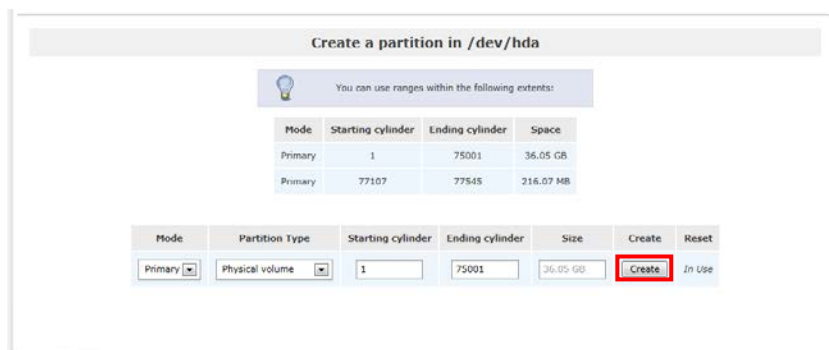 Create a partition in /dev/hda
You can use ranges within the following extents:
Mode Starting cylinder Ending cylinder Space
Primary 1 75001 36.05 GB
Primary 77107 77545 216.07 MB
Mode Partition Type Starting cylinder Ending cylinder Size Create Reset
Primary Physical volume 1 75001 36.05 GB Create In Use